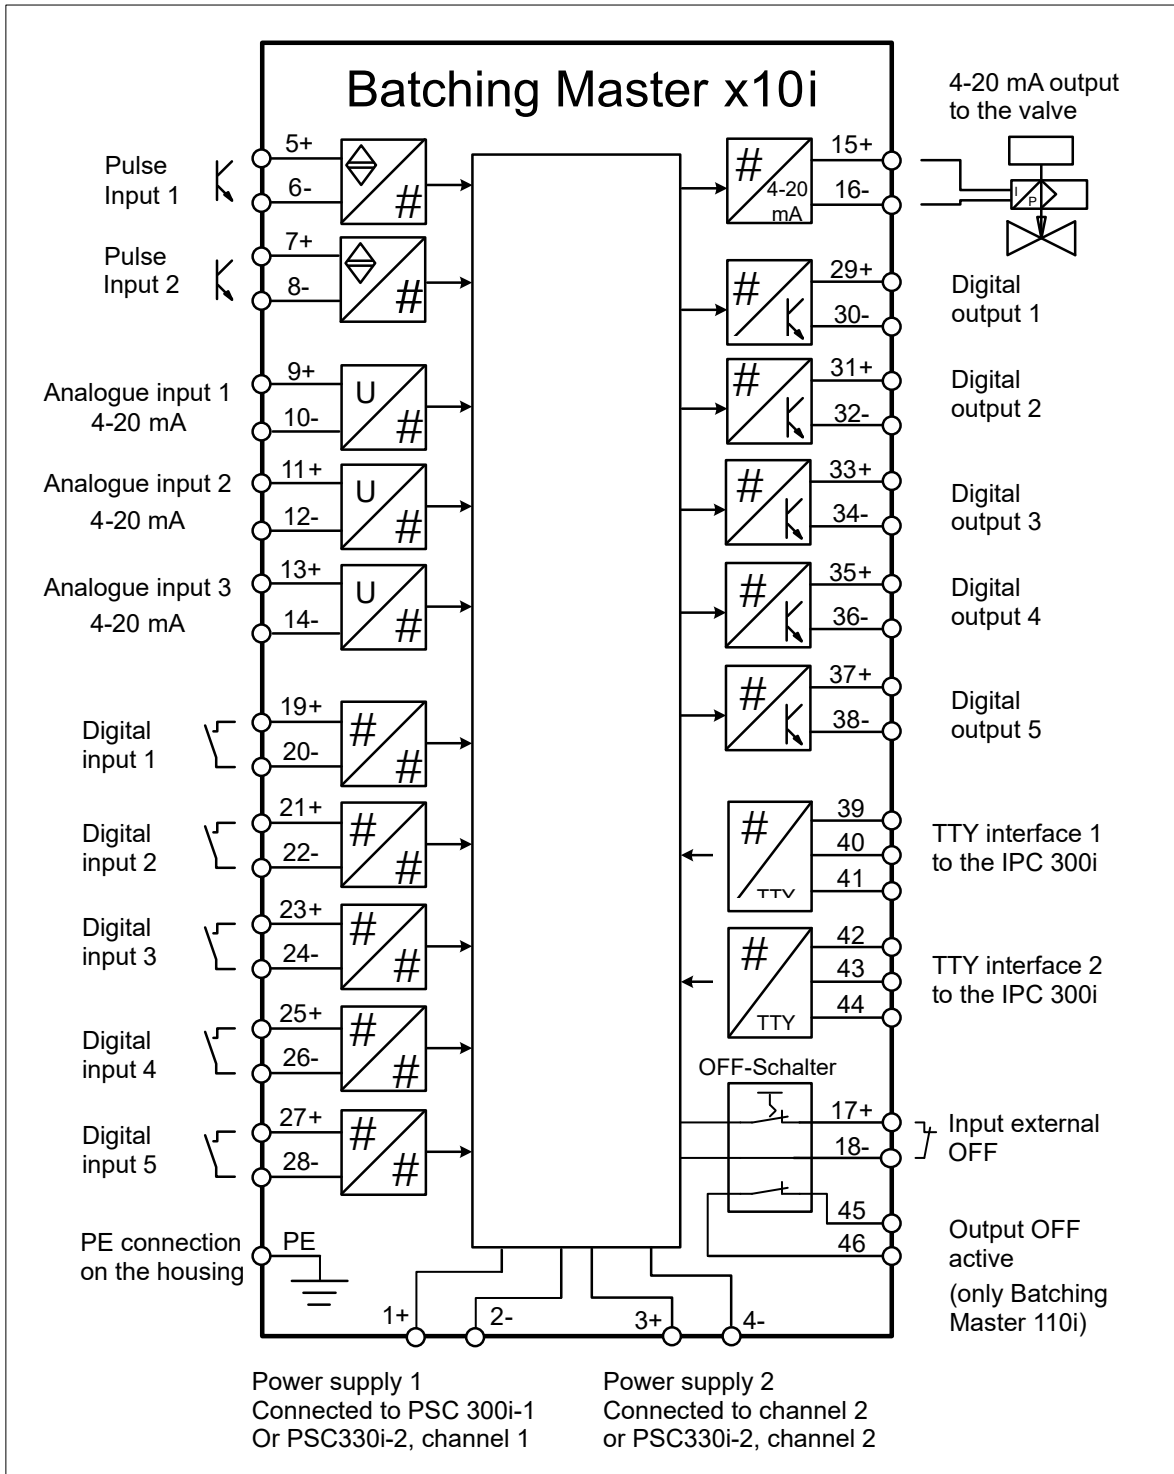 Batching Master x10i
Pulse
Input 1
5+
6-
#
Pulse
Input 2
7+
8-
#
Analogue input 1
4-20 mA
9+
10-
U
#
Analogue input 2
4-20 mA
11+
12-
U
#
Analogue input 3
4-20 mA
13+
14-
U
#
Digital
input 1
19+
20-
#
#
Digital
input 2
21+
22-
#
#
Digital
input 3
23+
24-
#
#
Digital
input 4
25+
26-
#
#
Digital
input 5
27+
28-
#
#
PE connection
on the housing
PE
4-20 mA output
to the valve
#
4-20
mA
15+
16-
I
P
#
29+
30-
Digital
output 1
#
31+
32-
Digital
output 2
#
33+
34-
Digital
output 3
#
35+
36-
Digital
output 4
#
37+
38-
Digital
output 5
#
TTY
39
40
41
TTY interface 1
to the IPC 300i
#
TTY
42
43
44
TTY interface 2
to the IPC 300i
OFF-Schalter
17+
18-
Input external
OFF
45
46
Output OFF
active
(only Batching
Master 110i)
1+
2-
3+
4-
Power supply 1
Connected to PSC 300i-1
Or PSC330i-2, channel 1
Power supply 2
Connected to channel 2
or PSC330i-2, channel 2